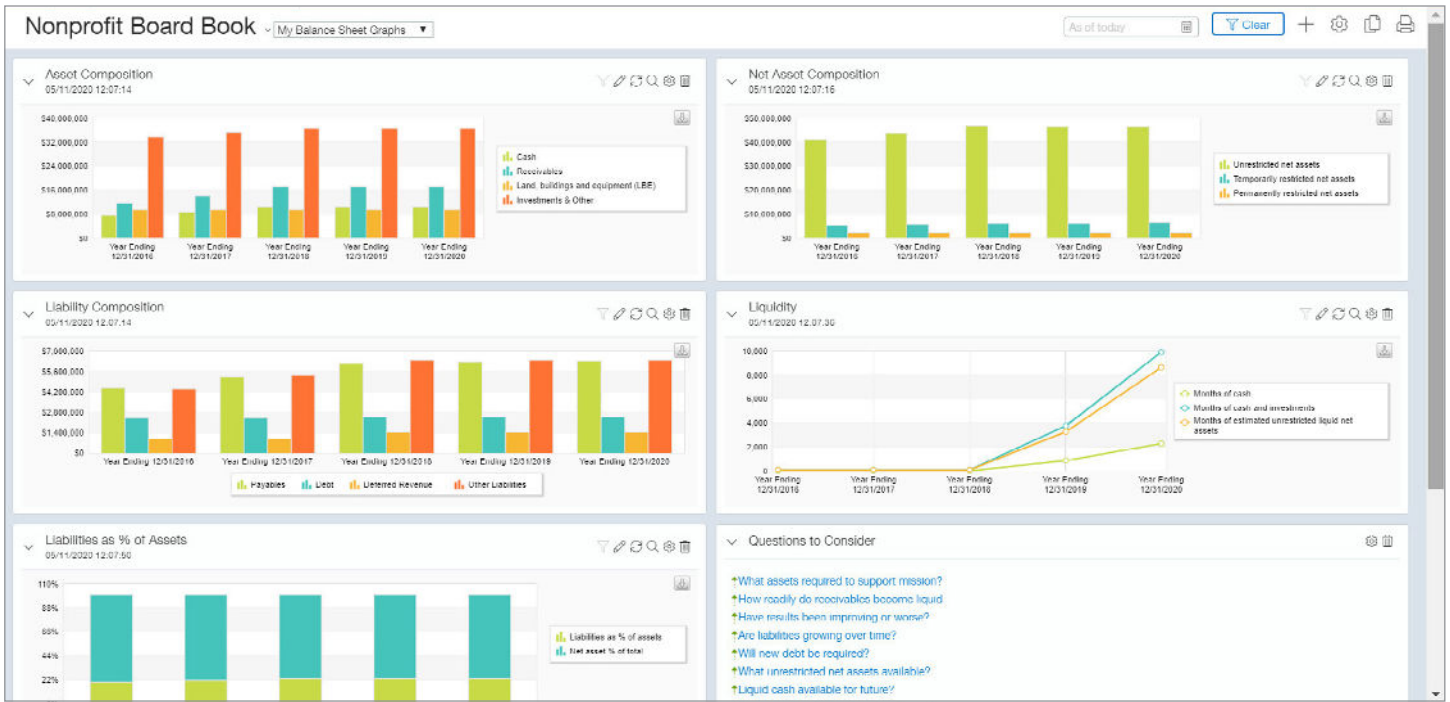 Nonprofit Board Book
My Balance Sheet Graphs
As of today
Clear
Asset Composition
05/11/2020 12:07:14
$40,000,000
$32,000,000
$24,000,000
$16,000,000
$8,000,000
$0
Year Ending 12/31/2016
Year Ending 12/31/2017
Year Ending 12/31/2018
Year Ending 12/31/2019
Year Ending 12/31/2020
Cash
Receivables
Land, buildings and equipment (LBE)
Investments & Other
Net Asset Composition
05/11/2020 12:07:16
$50,000,000
$40,000,000
$30,000,000
$20,000,000
$10,000,000
$0
Year Ending 12/31/2016
Year Ending 12/31/2017
Year Ending 12/31/2018
Year Ending 12/31/2019
Year Ending 12/31/2020
Unrestricted net assets
Temporarily restricted net assets
Permanently restricted net assets
Liability Composition
05/11/2020 12:07:14
$7,000,000
$5,600,000
$4,200,000
$2,800,000
$1,400,000
$0
Year Ending 12/31/2016
Year Ending 12/31/2017
Year Ending 12/31/2018
Year Ending 12/31/2019
Year Ending 12/31/2020
Payables
Debt
Deferred Revenue
Other Liabilities
Liquidity
05/11/2020 12:07:36
10,000
8,000
6,000
4,000
2,000
0
Year Ending 12/31/2016
Year Ending 12/31/2017
Year Ending 12/31/2018
Year Ending 12/31/2019
Year Ending 12/31/2020
Months of cash
Months of cash and investments
Months of estimated unrestricted liquid net
assets
Liabilities as % of Assets
05/11/2020 12:07:50
110%
88%
66%
44%
22%
Liabilities as % of assets
Net asset % of total
Questions to Consider
What assets required to support mission?
How readily do receivables become liquid
Have results been improving or worse?
Are liabilities growing over time?
Will new debt be required?
What unrestricted net assets available?
Liquid cash available for future?